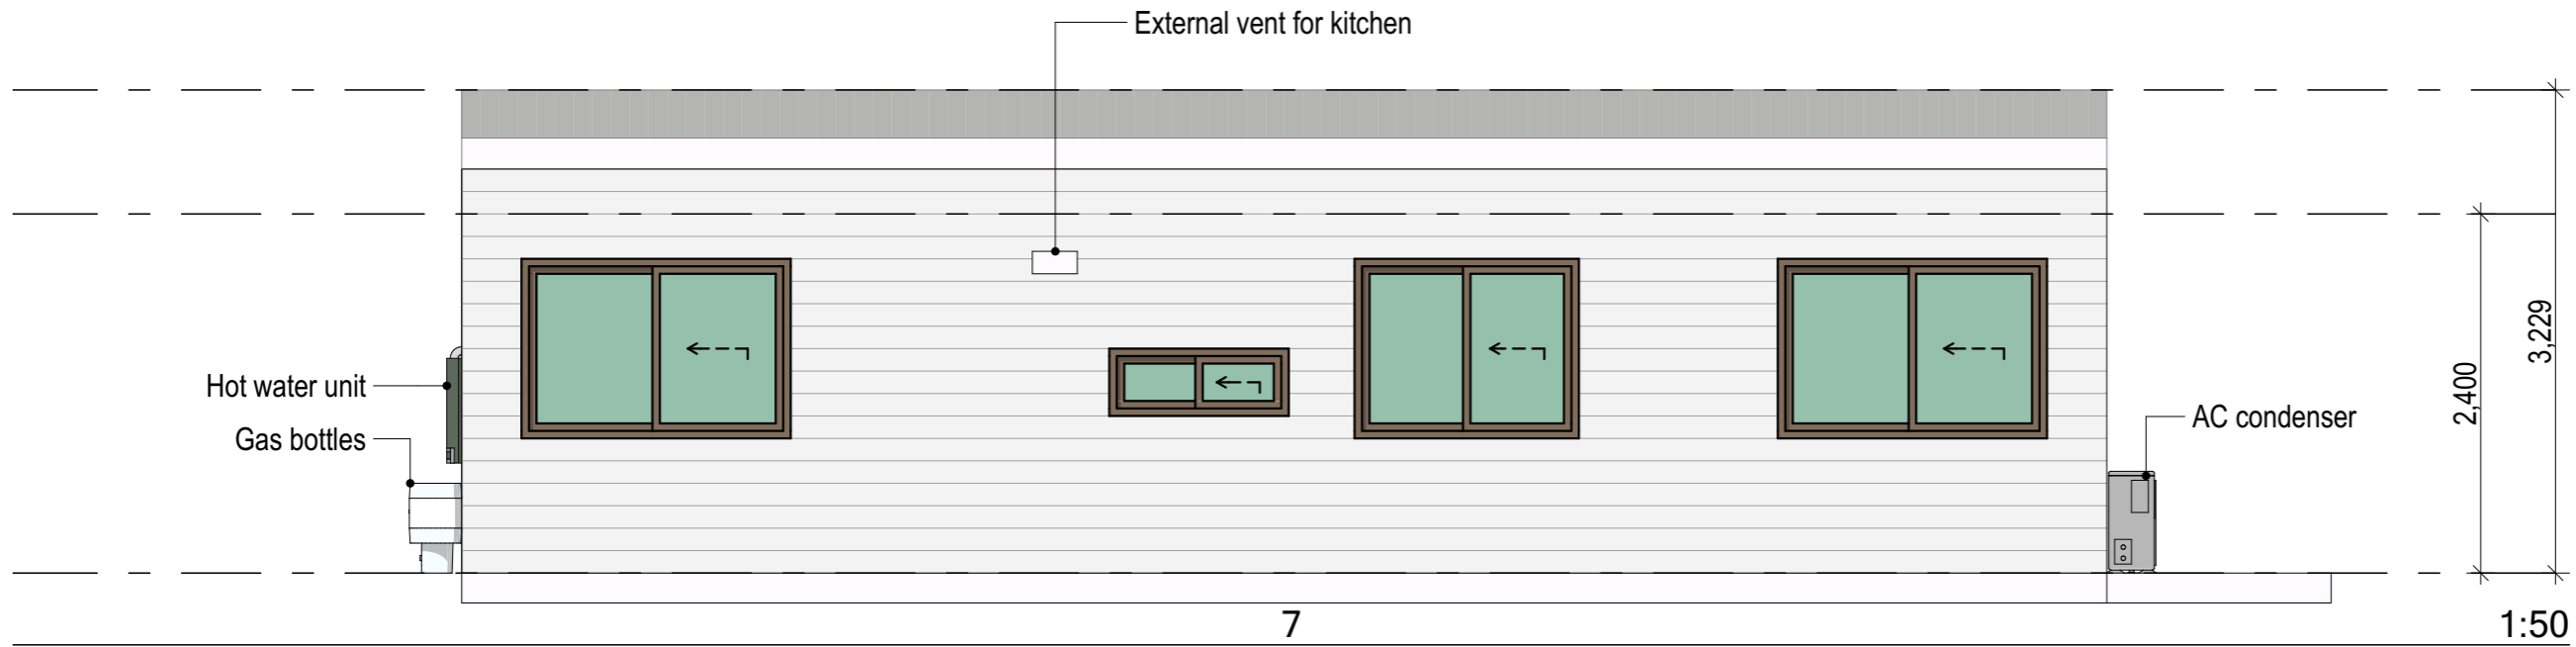 External vent for kitchen
Hot water unit
Gas bottles
AC condenser
2,400
3,229
7
1:50